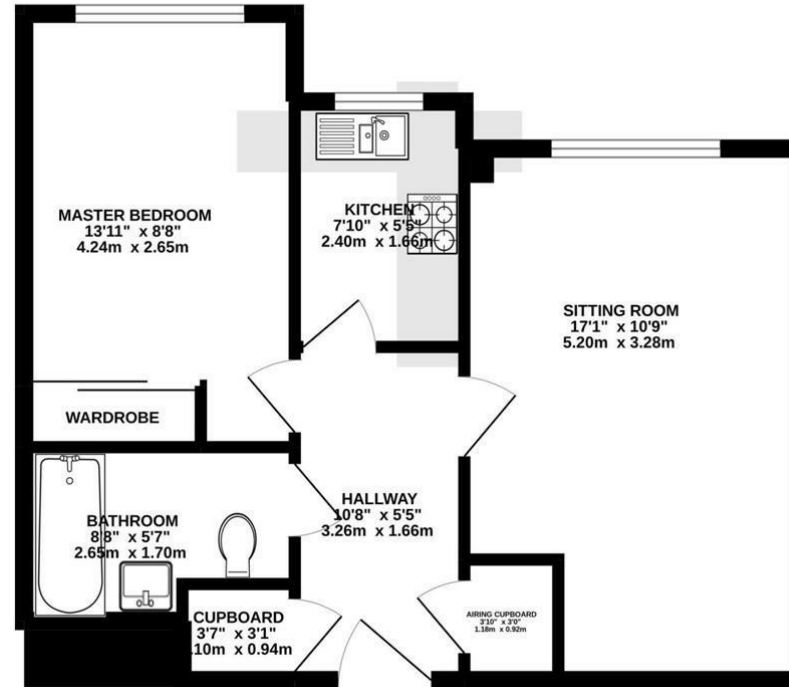 MASTER BEDROOM
13'11" x 8'8"
4.24m x 2.65m
KITCHEN
7'10" x 5'5"
2.40m x 1.66m
SITTING ROOM
17'1" x 10'9"
5.20m x 3.28m
WARDROBE
HALLWAY
10'8" x 5'5"
3.26m x 1.66m
BATHROOM
8'8" x 5'7"
2.65m x 1.70m
CUPBOARD
3'7" x 3'1"
.10m x 0.94m
AIRING CUPBOARD
3'10" x 3'0"
1.18m x 0.92m